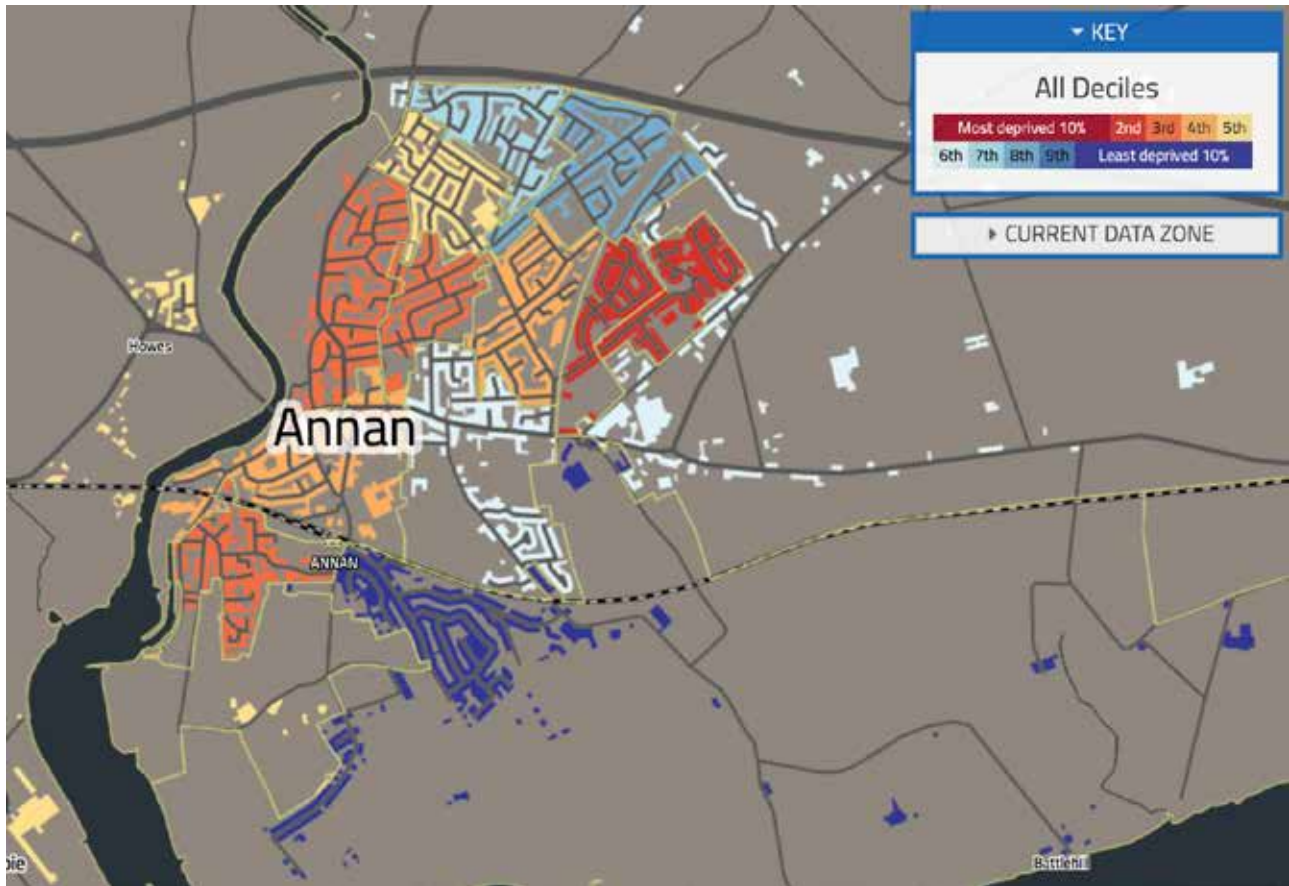 KEY
All Deciles
Most deprived 10% 2nd 3rd 4th 5th
6th 7th 8th 9th Least deprived 10%
CURRENT DATA ZONE
Howes
Annan
ANNAN
Battlehill